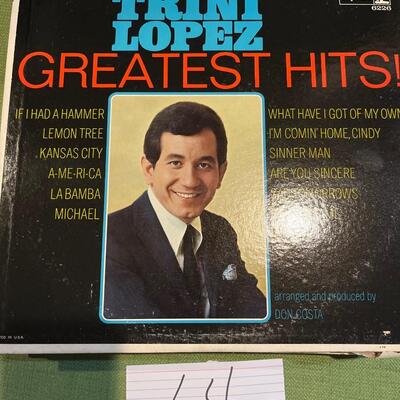 TRINI
LOPEZ
6226
GREATEST HITS!
IF I HAD A HAMMER
LEMON TREE
KANSAS CITY
A-ME-RI-CA
LA BAMBA
MICHAEL
WHAT HAVE I GOT OF MY OWN
I'M COMIN' HOME, CINDY
SINNER MAN
ARE YOU SINCERE
arranged and produced by
DON COSTA
IN U.S.A.
14